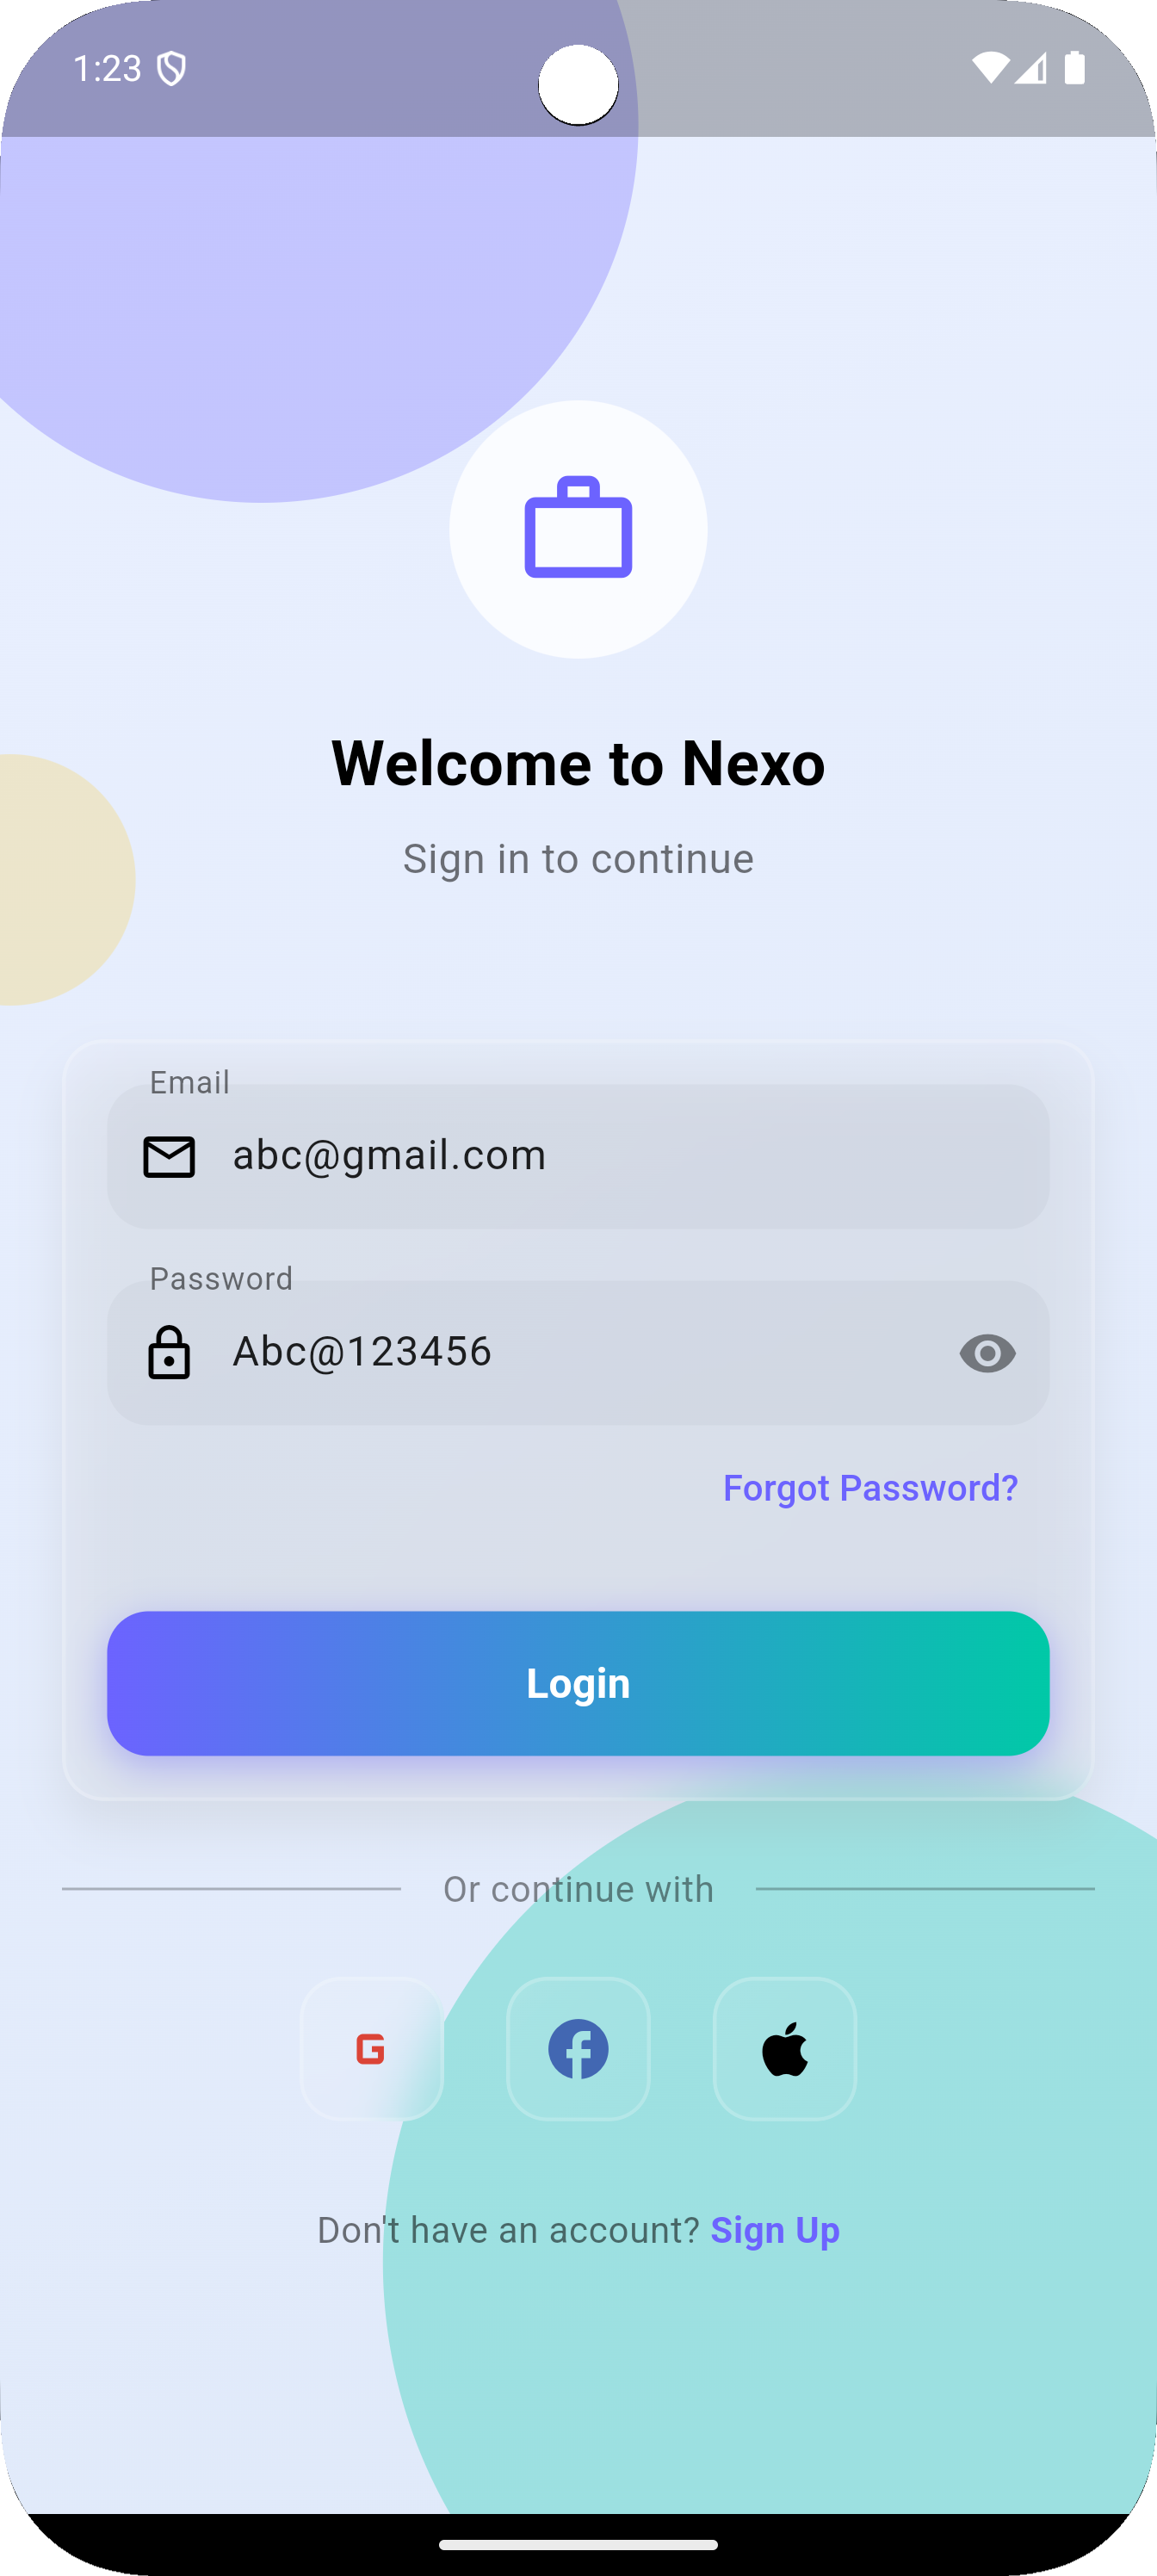 1:23
Welcome to Nexo
Sign in to continue
Email
abc@gmail.com
Password
Abc@123456
Forgot Password?
Login
Or continue with
G
Don't have an account? Sign Up